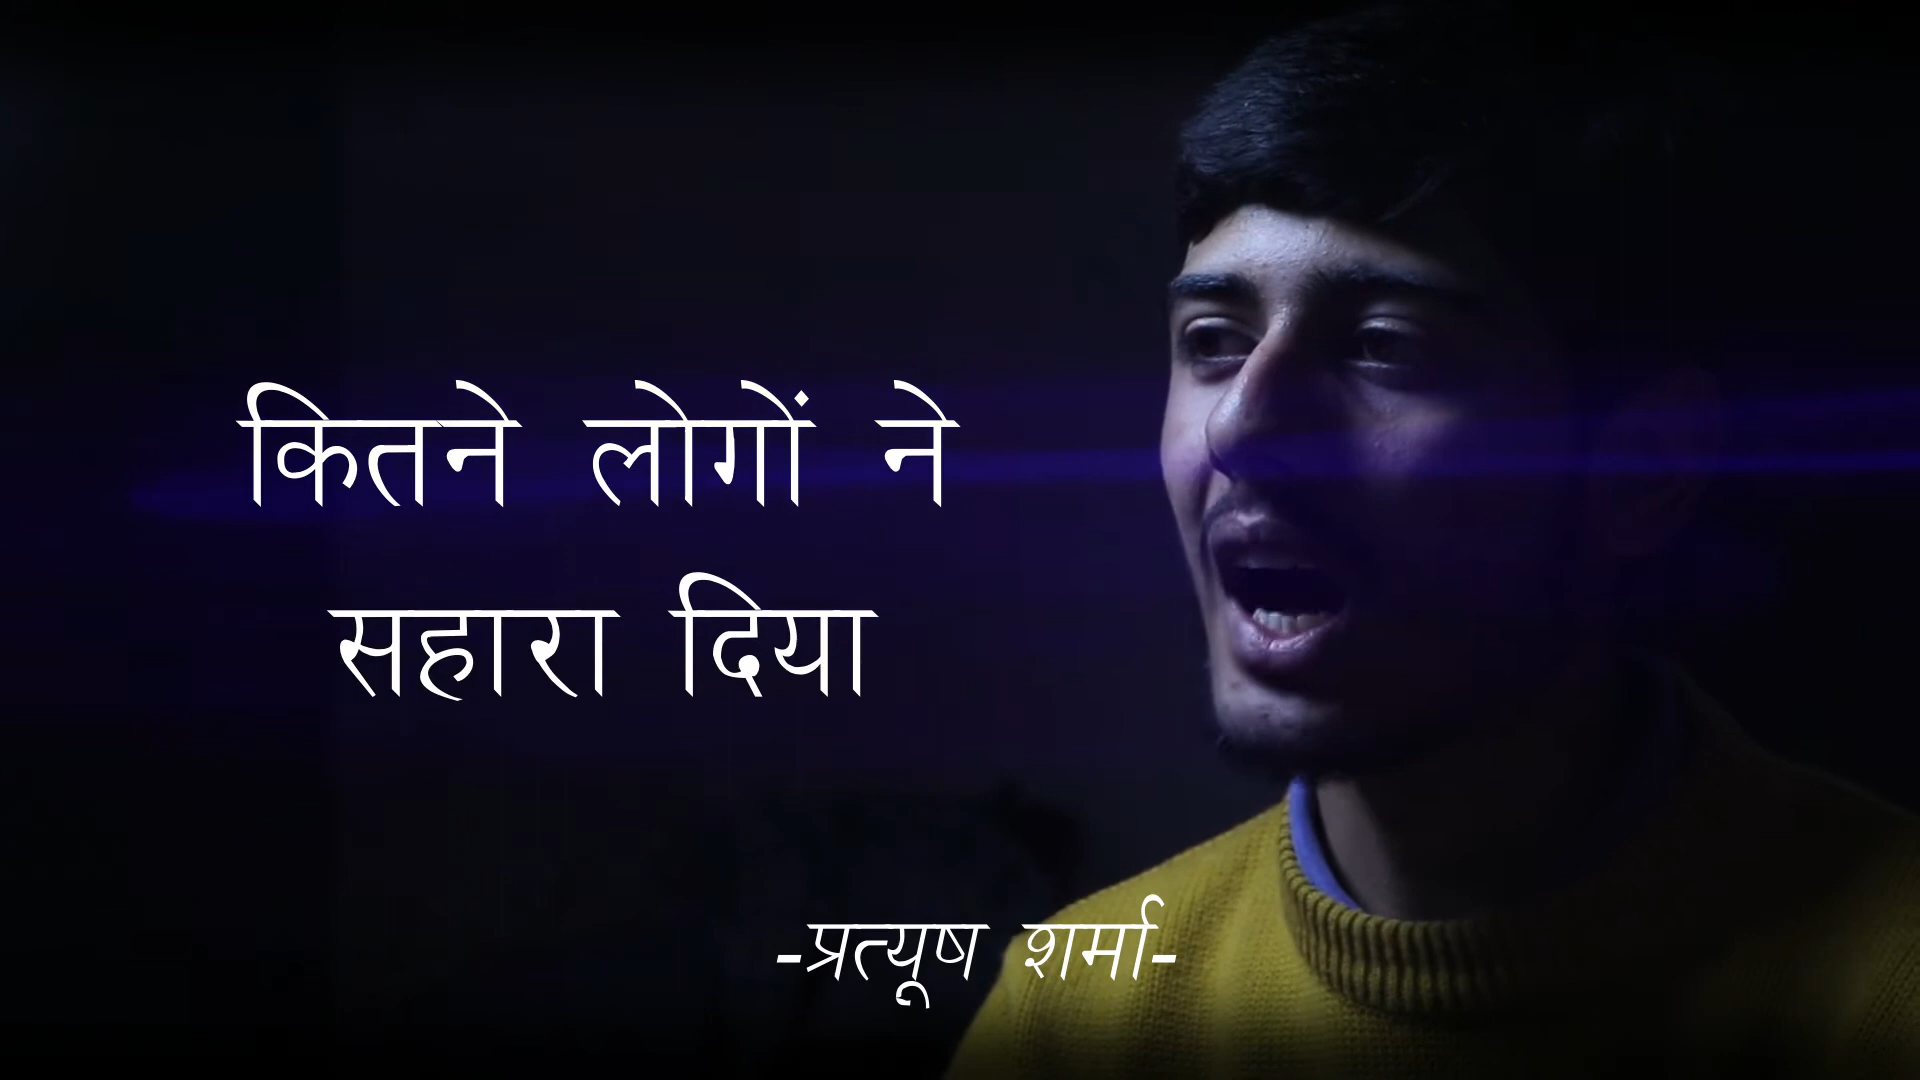 कितने लोगों ने
सहारा दिया
-प्रत्यूष शर्मा-